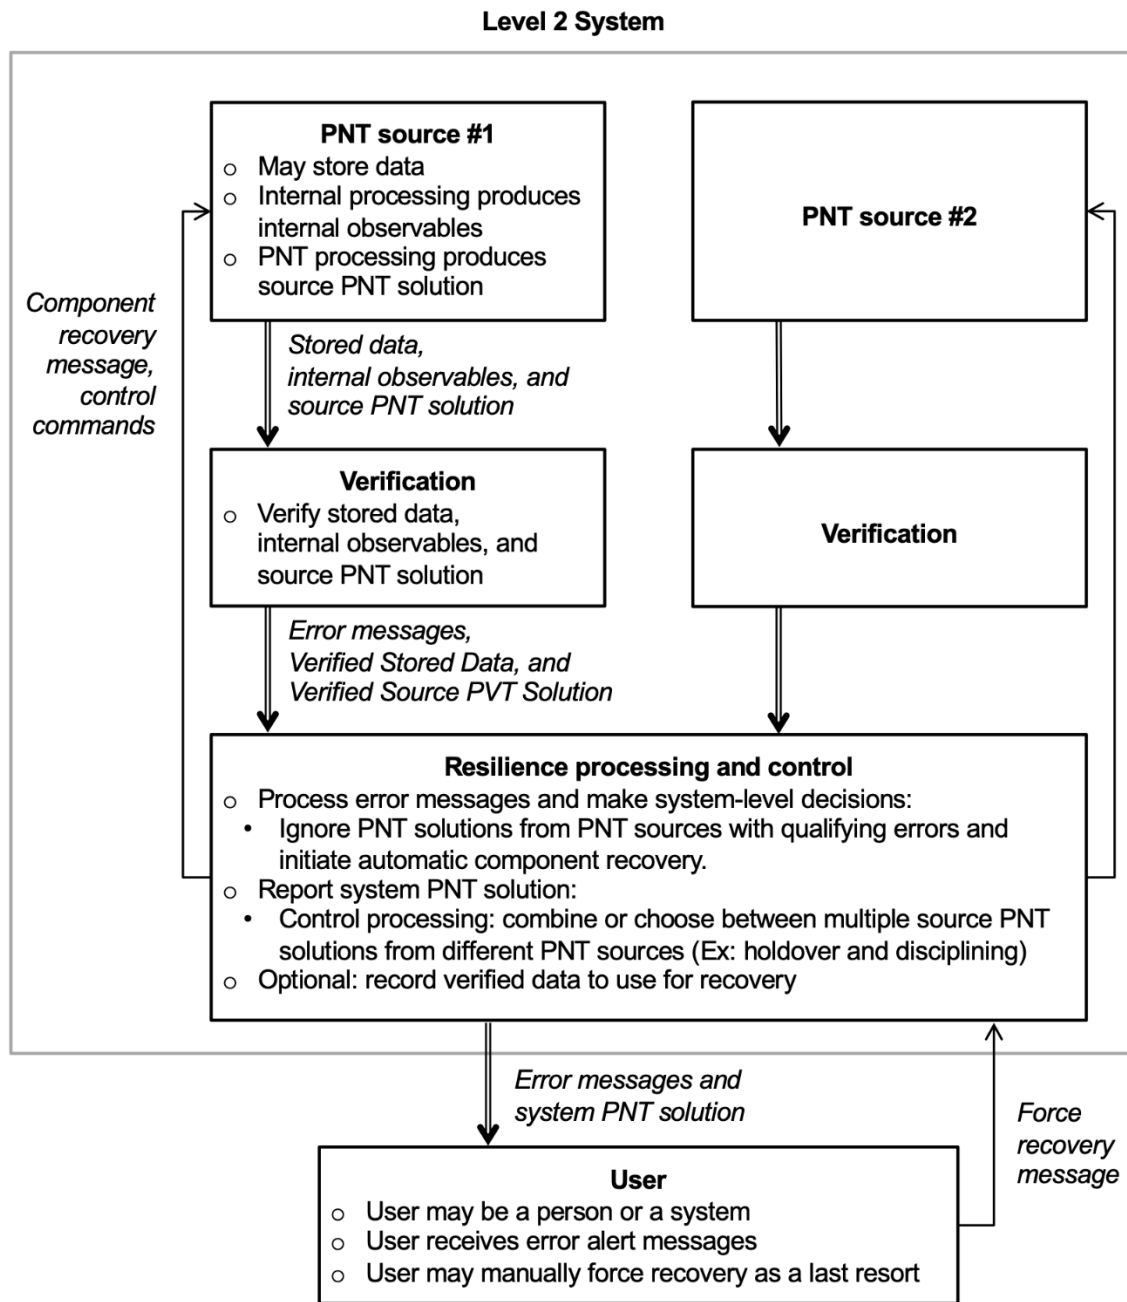 Level 2 System
PNT source #1
○ May store data
○ Internal processing produces
internal observables
○ PNT processing produces
source PNT solution
PNT source #2
Component
recovery
message,
control
commands
Stored data,
internal observables, and
source PNT solution
Verification
○ Verify stored data,
internal observables, and
source PNT solution
Verification
Error messages,
Verified Stored Data, and
Verified Source PVT Solution
Resilience processing and control
○ Process error messages and make system-level decisions:
• Ignore PNT solutions from PNT sources with qualifying errors and
initiate automatic component recovery.
○ Report system PNT solution:
• Control processing: combine or choose between multiple source PNT
solutions from different PNT sources (Ex: holdover and disciplining)
○ Optional: record verified data to use for recovery
Error messages and
system PNT solution
Force
recovery
message
User
○ User may be a person or a system
○ User receives error alert messages
○ User may manually force recovery as a last resort